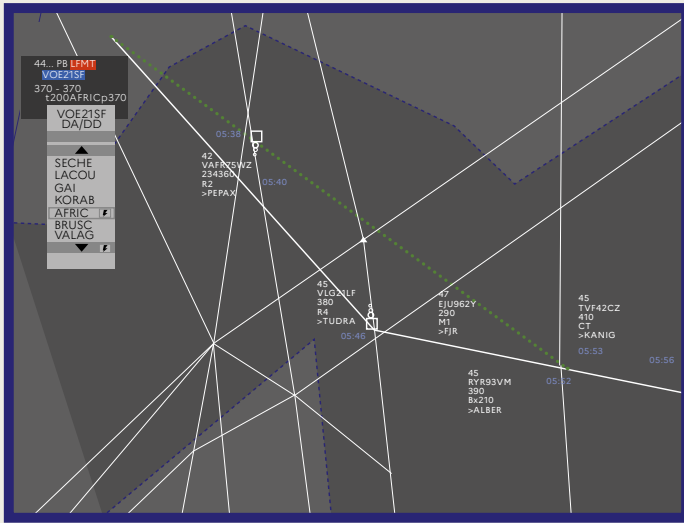 44... PB LFMT
VOE21SF
370 - 370
t200AFRICp370
VOE21SF
DA/DD
SECHE
LACOU
GAI
KORAB
AFRIC
BRUSC
VALAG
05:38
42
VAFR7SWZ
234360
R2
>PEPAX
05:40
45
VLG21LF
380
R4
>TUDRA
05:46
47
EJU962Y
290
M1
>FJR
45
TVF42CZ
410
CT
>KANIG
05:53
05:56
05:52
45
RYR93VM
390
Bx210
>ALBER